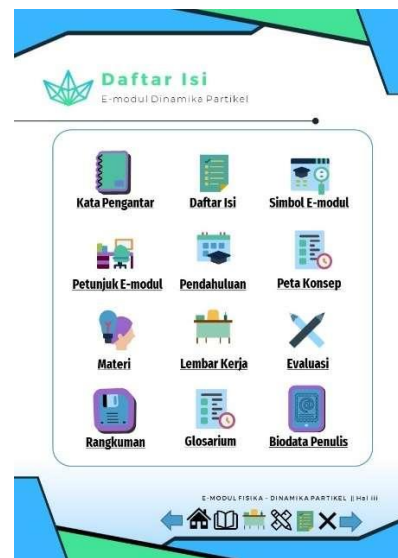 Daftar Isi
E-modul Dinamika Partikel
Kata Pengantar
Daftar Isi
Simbol E-modul
Petunjuk E-modul
Pendahuluan
Peta Konsep
Materi
Lembar Kerja
Evaluasi
Rangkuman
Glosarium
Biodata Penulis
E-MODUL FISIKA - DINAMIKA PARTIKEL || Hal iii